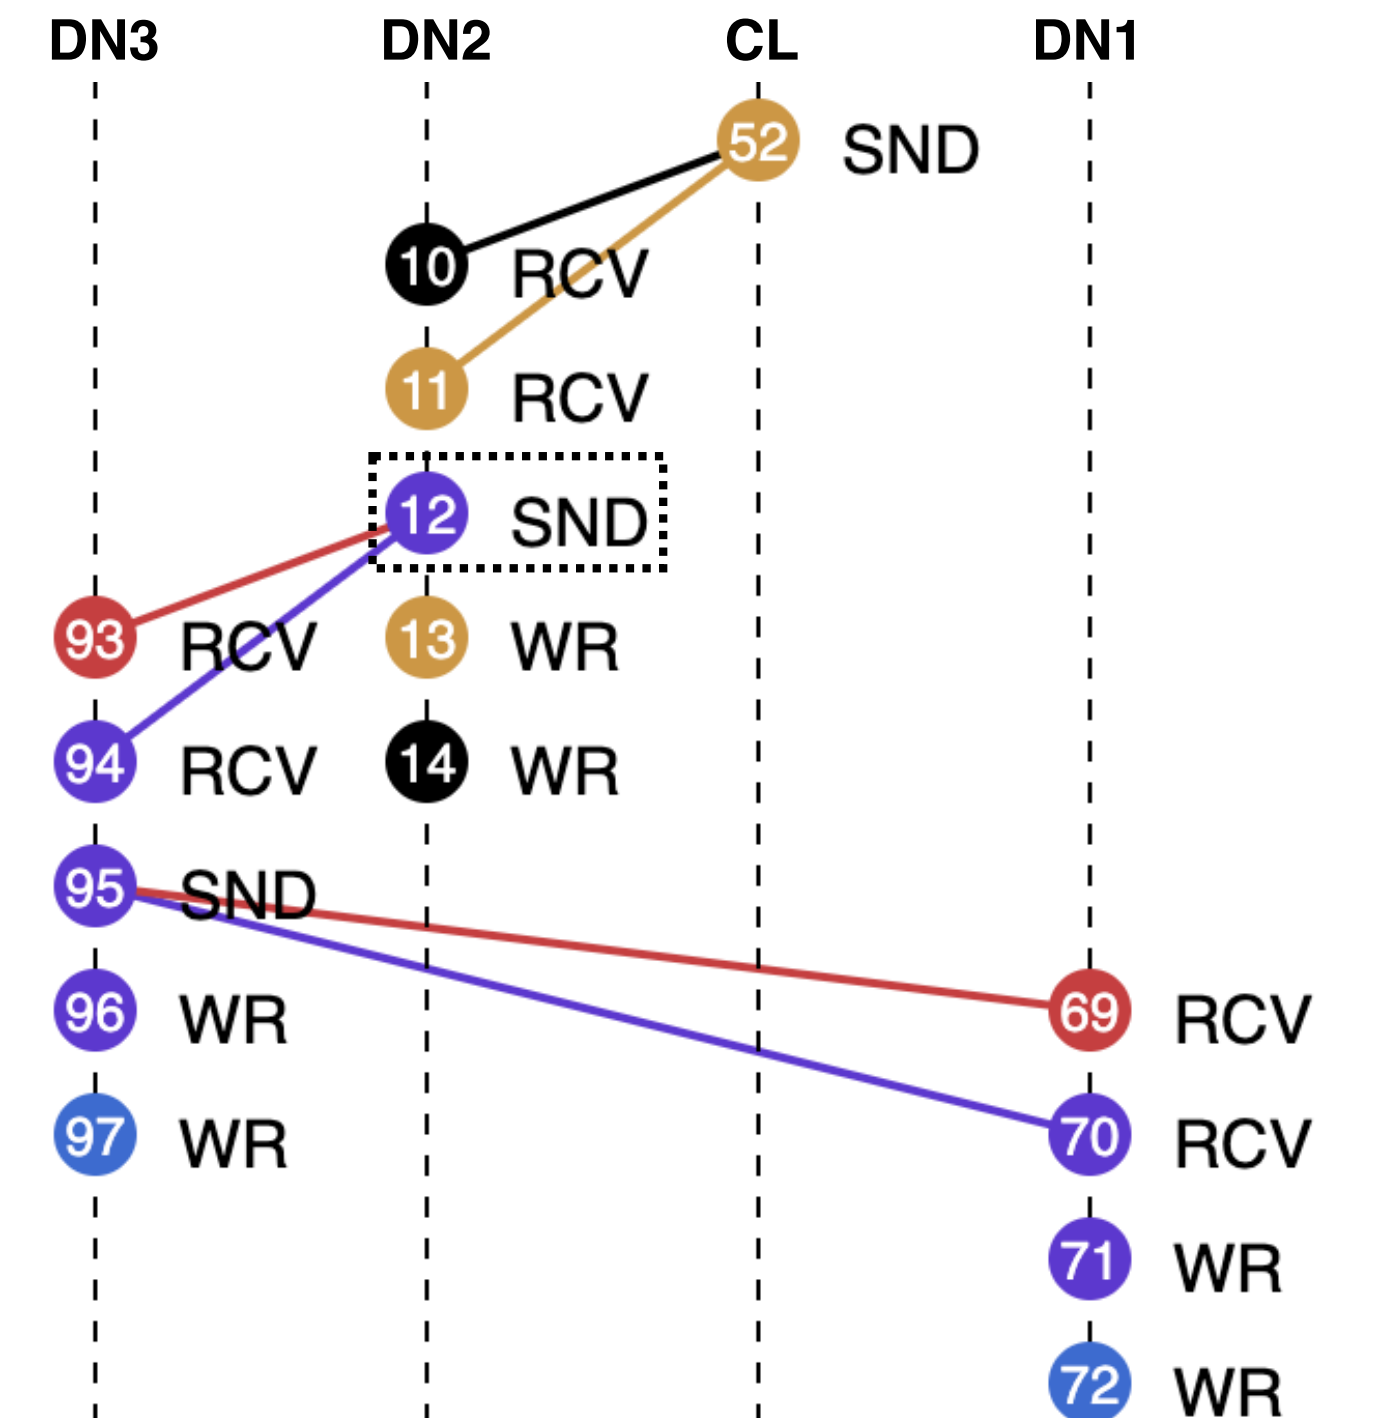 DN3 DN2 CL DN1
52 SND
10 RCV
11 RCV
12 SND
93 RCV 13 WR
94 RCV 14 WR
95 SND
96 WR 69 RCV
97 WR 70 RCV
71 WR
72 WR